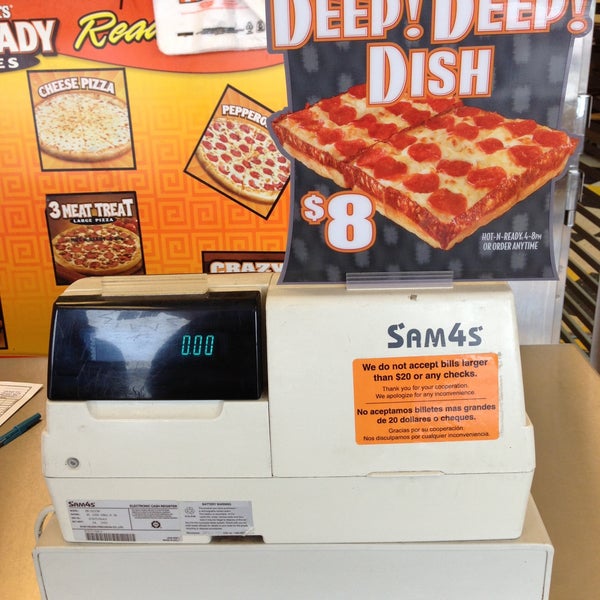 ADY
ES
CHEESE PIZZA
PEPPERO
3 MEAT TREAT
LARGE PIZZA
CRAZY
DEEP! DEEP!
DISH
$8
HOT-N-READY 4-8PM
OR ORDER ANYTIME
0.00
SAM4S
We do not accept bills larger
than $20 or any checks.
Thank you for your cooperation.
We apologize for any inconvenience.
No aceptamos billetes mas grandes
de 20 dollares o cheques.
Gracias por su cooperación.
Nos disculpamos por cualquier inconveniencia.
SAM4S
ELECTRONIC CASH REGISTER
BATTERY WARNING